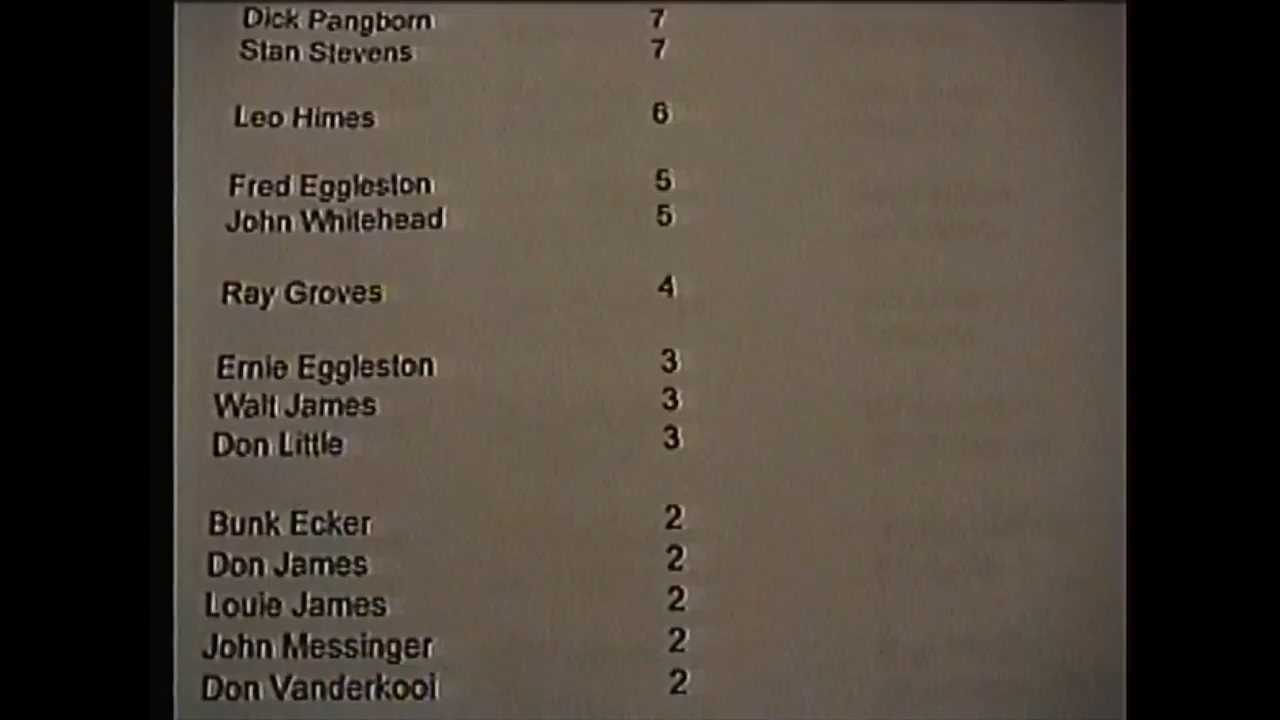 Dick Pangborn 7
Stan Stevens 7
Leo Himes 6
Fred Eggleston 5
John Whitehead 5
Ray Groves 4
Ernie Eggleston 3
Walt James 3
Don Little 3
Bunk Ecker 2
Don James 2
Louie James 2
John Messinger 2
Don Vanderkooi 2